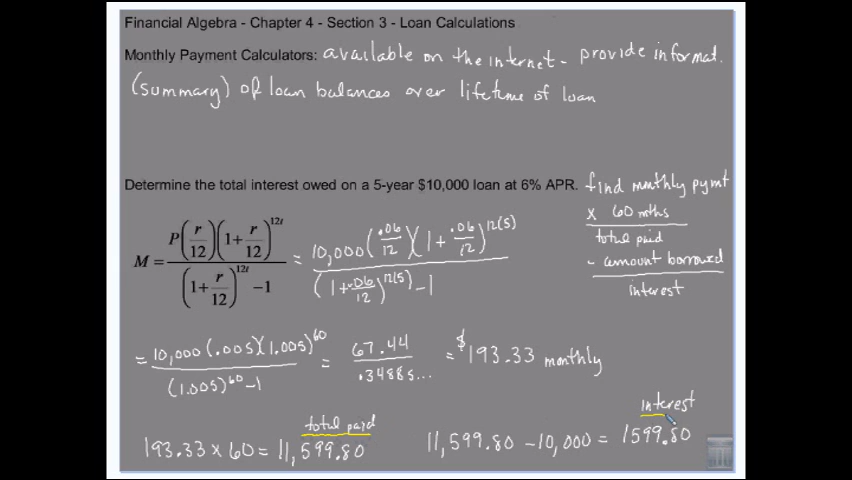 Financial Algebra - Chapter 4 - Section 3 - Loan Calculations
Monthly Payment Calculators: available on the internet - provide informat.
(summary) of loan balances over lifetime of loan
Determine the total interest owed on a 5-year $10,000 loan at 6% APR.
find monthly pymt
x 60 mths
total paid
- amount borrowed
interest
M = P(r/12)(1+r/12)^12t / (1+r/12)^12t −1 = 10,000(.06/12)(1+.06/12)^12(5) / (1+.06/12)^12(5) −1
= 10,000(.005)(1.005)^60 / (1.005)^60 −1 = 67.44 / .34885... = $193.33 monthly
total paid
193.33 x 60 = 11,599.80
interest
11,599.80 − 10,000 = 1599.80